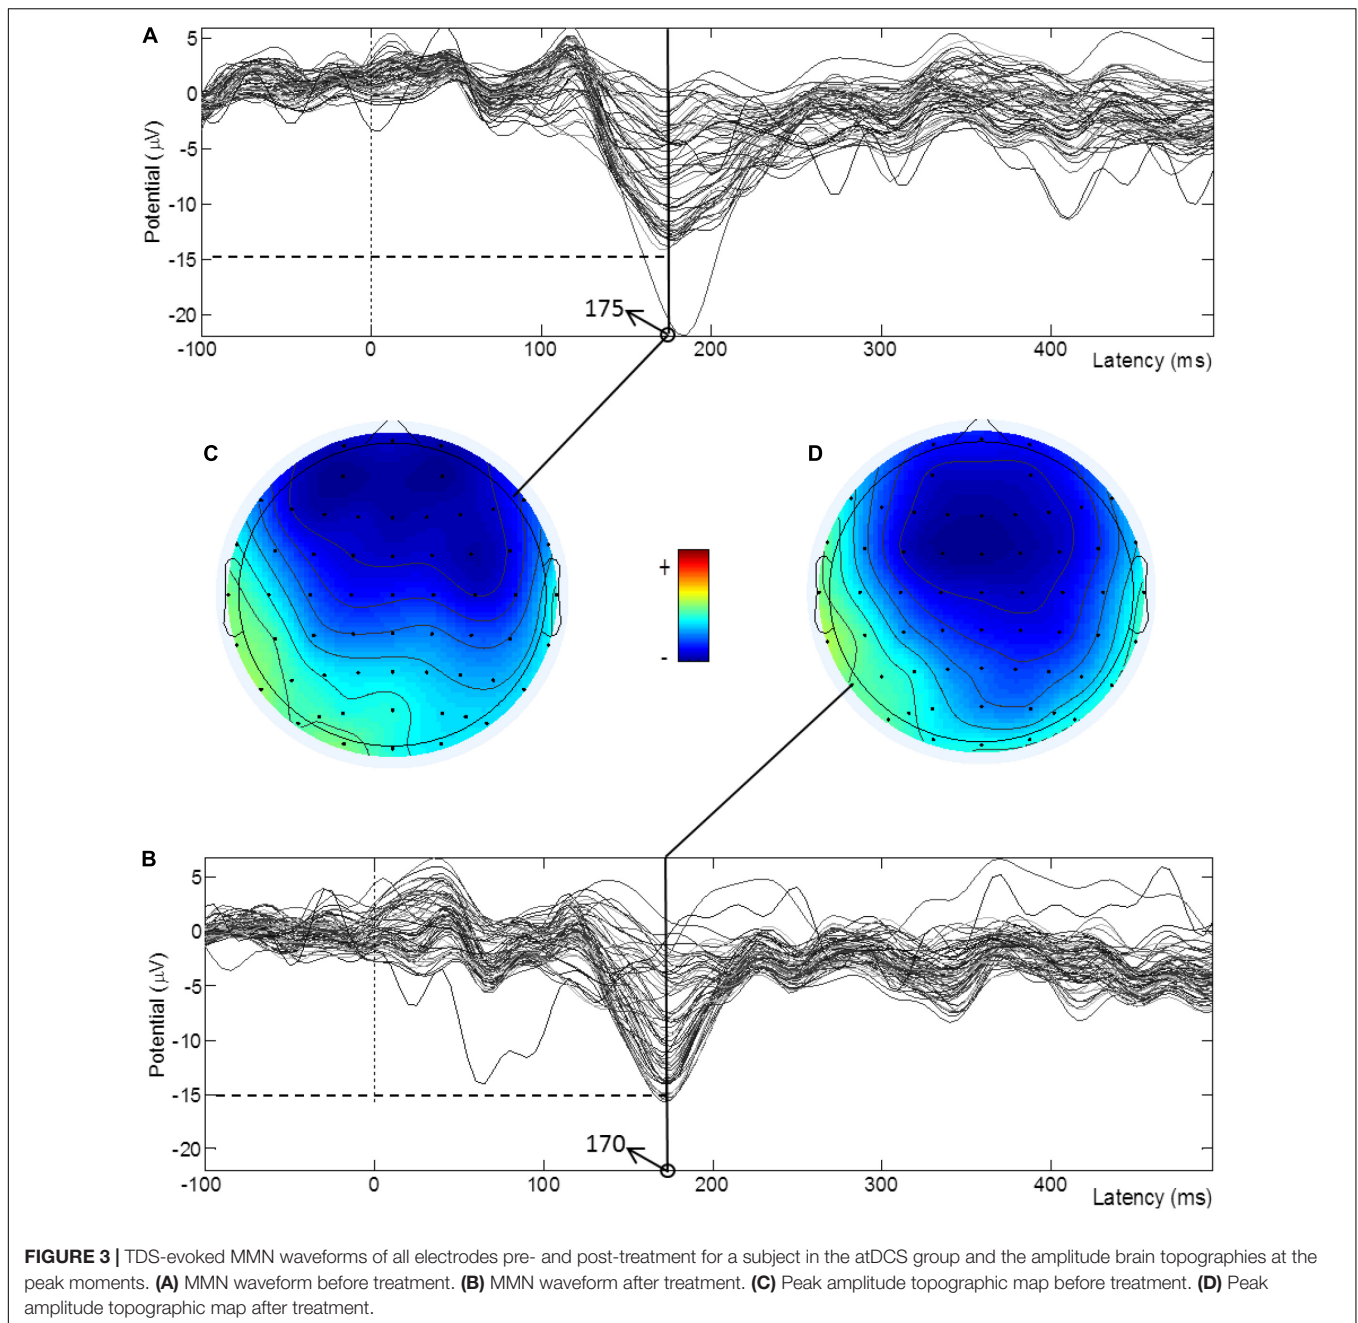 A
5
0
-5
-10
-15
-20
Potential (μV)
175
-100 0 100 200 300 400
Latency (ms)
C
D
+
-
B
5
0
-5
-10
-15
-20
Potential (μV)
170
-100 0 100 200 300 400
Latency (ms)
FIGURE 3 | TDS-evoked MMN waveforms of all electrodes pre- and post-treatment for a subject in the atDCS group and the amplitude brain topographies at the
peak moments. (A) MMN waveform before treatment. (B) MMN waveform after treatment. (C) Peak amplitude topographic map before treatment. (D) Peak
amplitude topographic map after treatment.